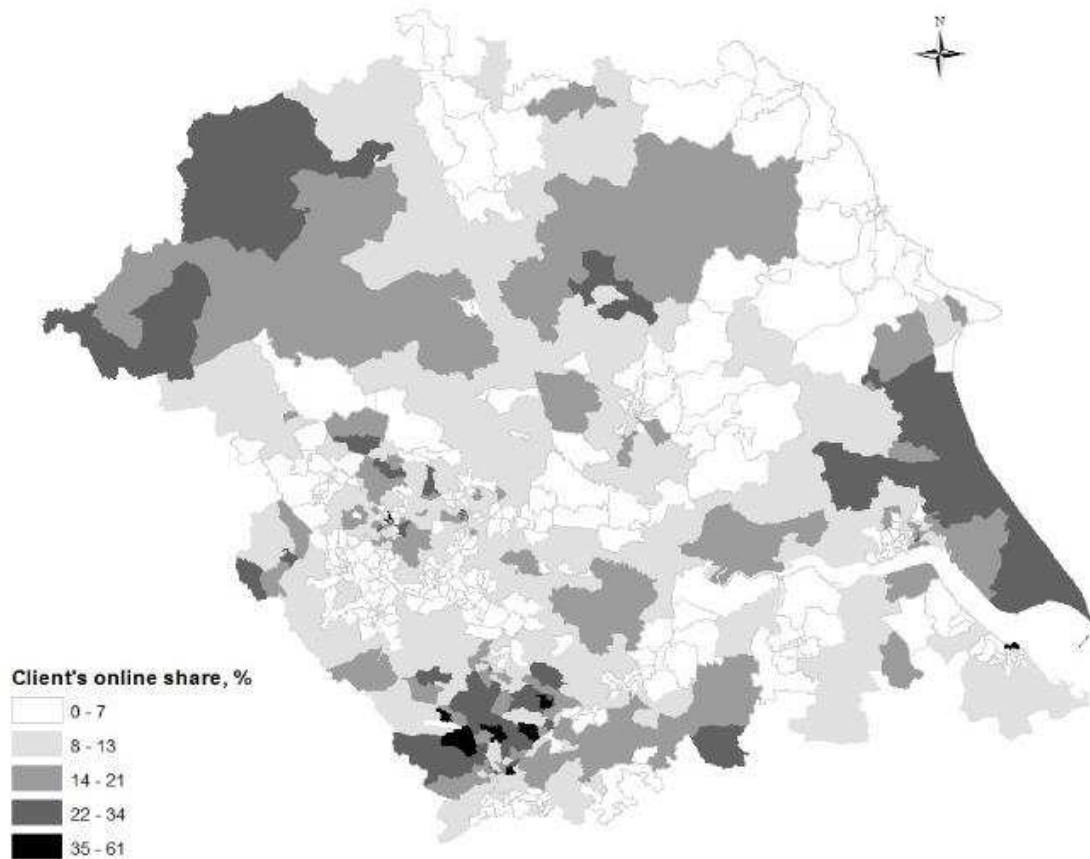 N
Client's online share, %
0 - 7
8 - 13
14 - 21
22 - 34
35 - 61